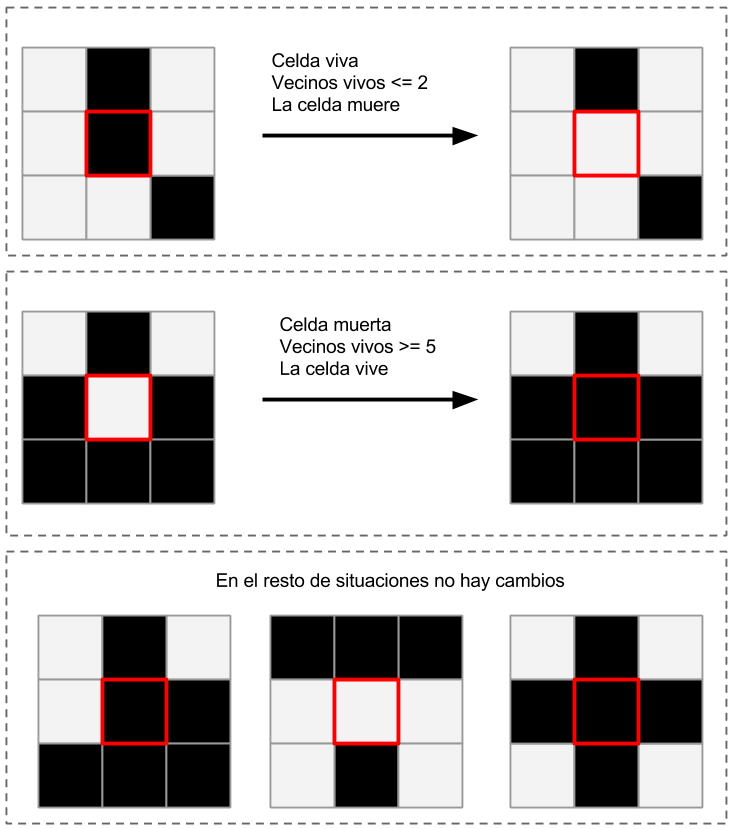 Celda viva
Vecinos vivos <= 2
La celda muere
Celda muerta
Vecinos vivos >= 5
La celda vive
En el resto de situaciones no hay cambios